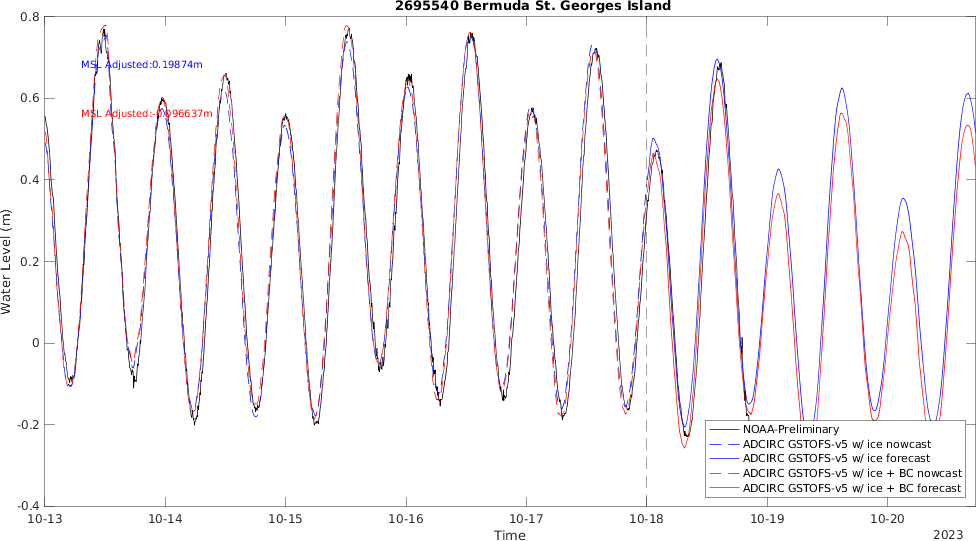 2695540 Bermuda St. Georges Island
0.8
0.6
0.4
0.2
0
-0.2
-0.4
Water Level (m)
MSL Adjusted:0.19874m
MSL Adjusted:-0.096637m
NOAA-Preliminary
ADCIRC GSTOFS-v5 w/ ice nowcast
ADCIRC GSTOFS-v5 w/ ice forecast
ADCIRC GSTOFS-v5 w/ ice + BC nowcast
ADCIRC GSTOFS-v5 w/ ice + BC forecast
10-13 10-14 10-15 10-16 10-17 10-18 10-19 10-20
Time
2023